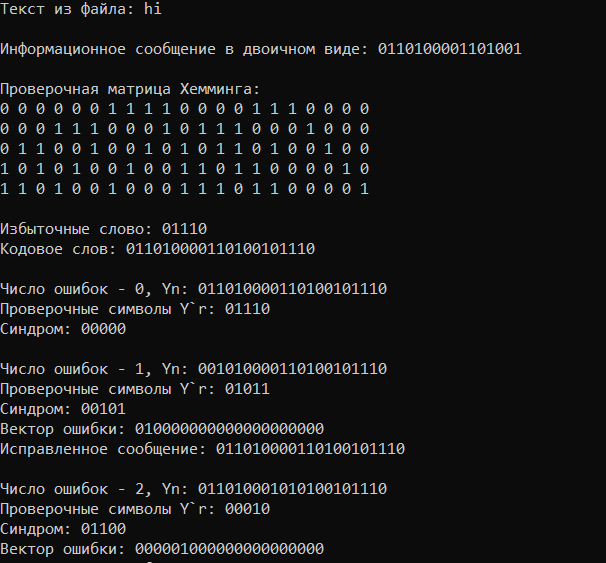 Текст из файла: hi
Информационное сообщение в двоичном виде: 0110100001101001
Проверочная матрица Хемминга:
0 0 0 0 0 0 1 1 1 1 0 0 0 0 1 1 1 0 0 0 0
0 0 0 1 1 1 0 0 0 1 0 1 1 1 0 0 0 1 0 0 0
0 1 1 0 0 1 0 0 1 0 1 0 1 1 0 1 0 0 1 0 0
1 0 1 0 1 0 0 1 0 0 1 1 0 1 1 0 0 0 0 1 0
1 1 0 1 0 0 1 0 0 0 1 1 1 0 1 1 0 0 0 0 1
Избыточные слово: 01110
Кодовое слов: 011010000110100101110
Число ошибок - 0, Yn: 011010000110100101110
Проверочные символы Y`r: 01110
Синдром: 00000
Число ошибок - 1, Yn: 001010000110100101110
Проверочные символы Y`r: 01011
Синдром: 00101
Вектор ошибки: 010000000000000000000
Исправленное сообщение: 011010000110100101110
Число ошибок - 2, Yn: 011010001010100101110
Проверочные символы Y`r: 00010
Синдром: 01100
Вектор ошибки: 000001000000000000000